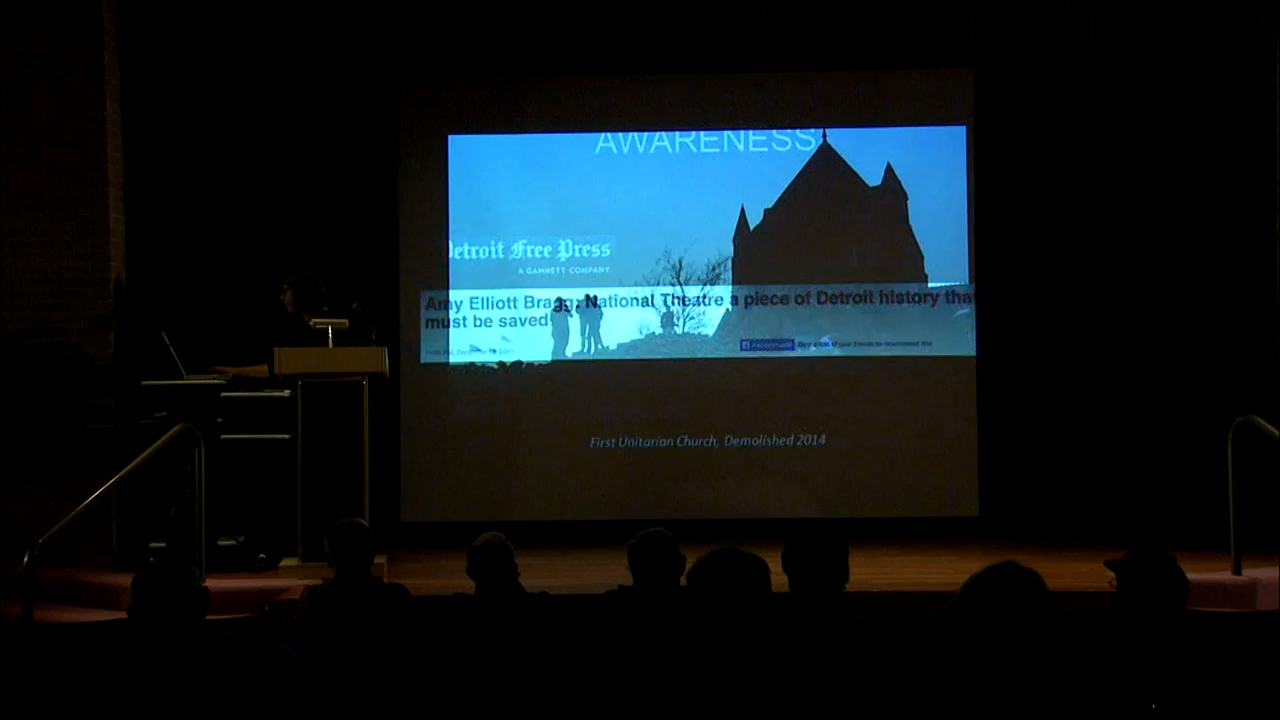 AWARENESS
Detroit Free Press
A GANNETT COMPANY
Amy Elliott Bragg: National Theatre a piece of Detroit history that
must be saved
First Unitarian Church, Demolished 2014